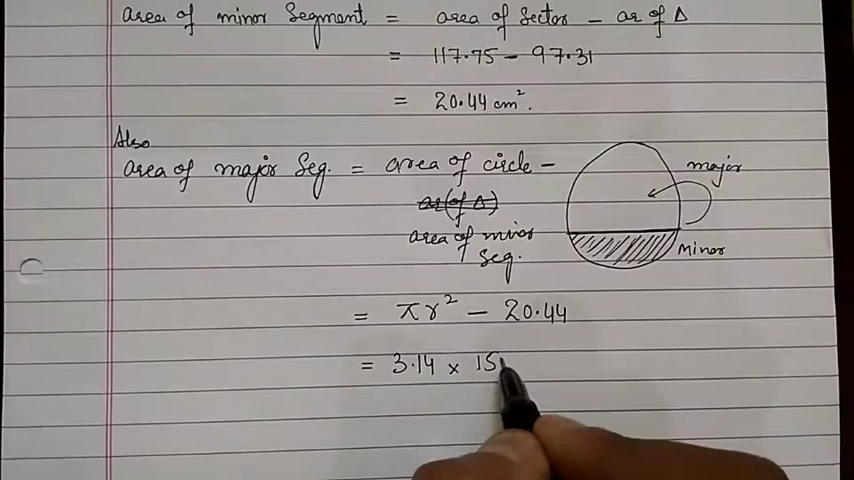 area of minor Segment = area of Sector - ar of Δ
= 117.75 - 97.31
= 20.44 cm².
Also
area of major Seg. = area of circle -
ar(of Δ)
area of minor
Seg.
major
Minor
= πr² - 20.44
= 3.14 × 15